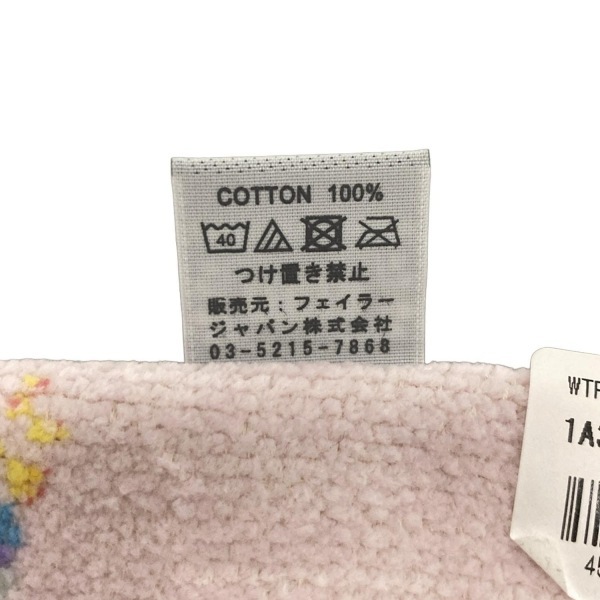 COTTON 100%
40
つけ置き禁止
販売元：フェイラー
ジャパン株式会社
03-5215-7868